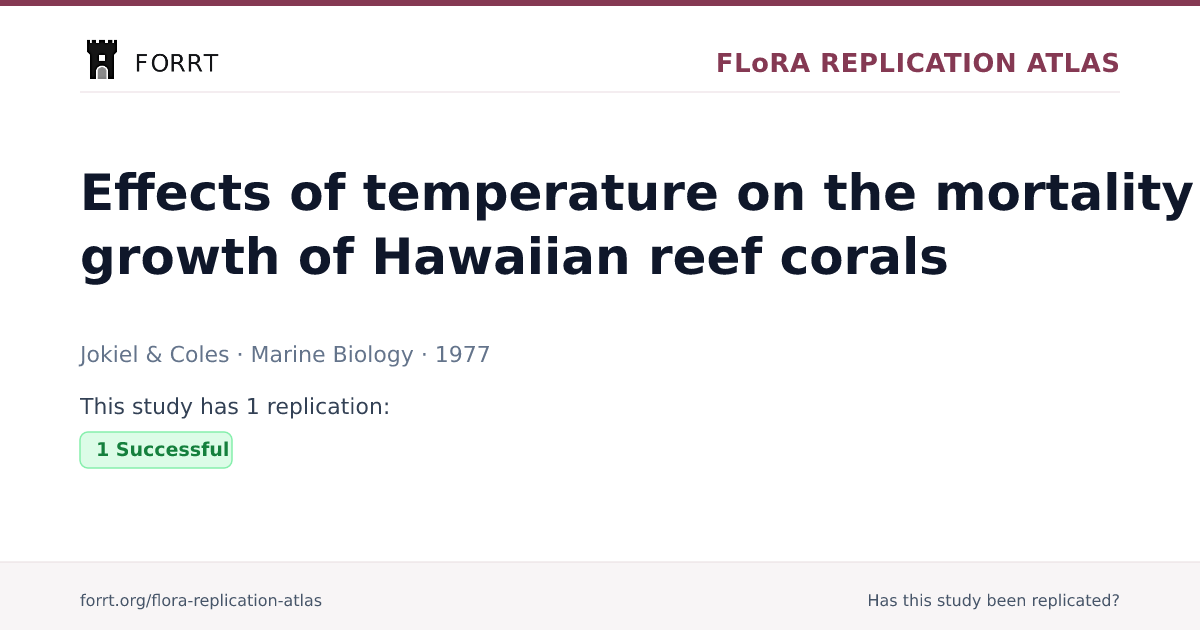 FORRT
FLoRA REPLICATION ATLAS
Effects of temperature on the mortality
growth of Hawaiian reef corals
Jokiel & Coles · Marine Biology · 1977
This study has 1 replication:
1 Successful
forrt.org/flora-replication-atlas
Has this study been replicated?